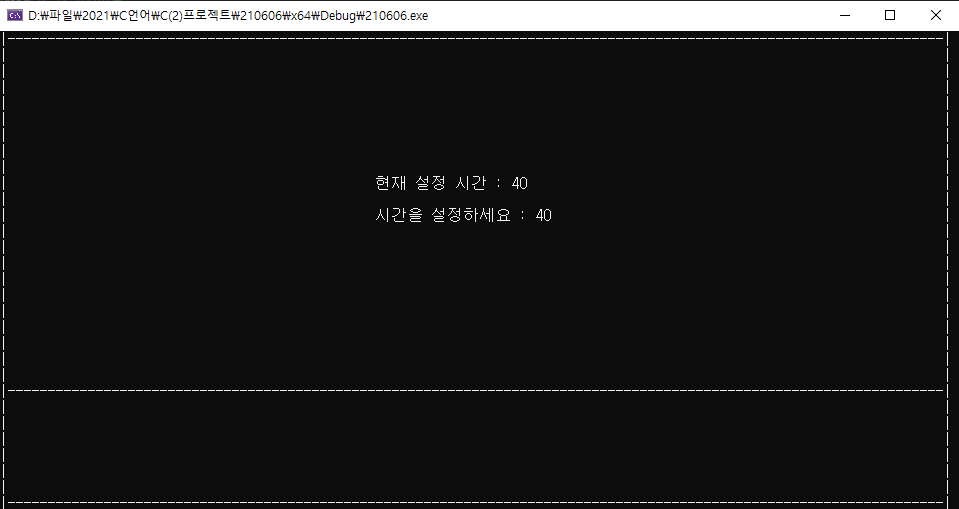 D:₩파일₩2021₩C언어₩C(2)프로젝트₩210606₩x64₩Debug₩210606.exe
현재 설정 시간 : 40
시간을 설정하세요 : 40